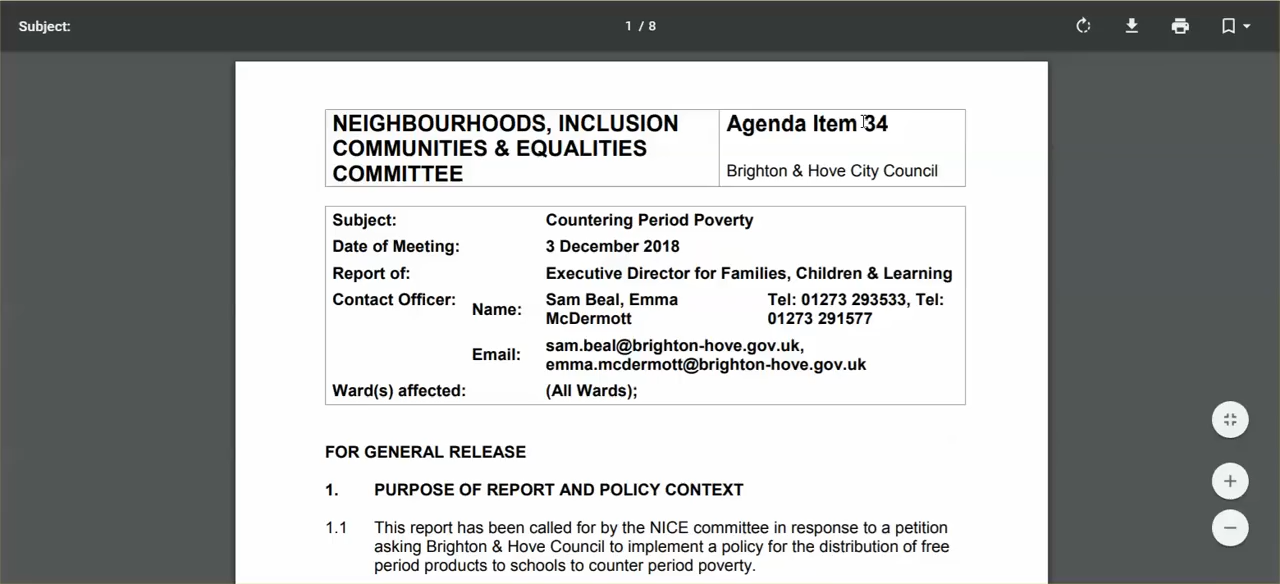 Subject:
1 / 8
NEIGHBOURHOODS, INCLUSION
COMMUNITIES & EQUALITIES
COMMITTEE
Agenda Item 34
Brighton & Hove City Council
Subject: Countering Period Poverty
Date of Meeting: 3 December 2018
Report of: Executive Director for Families, Children & Learning
Contact Officer: Name: Sam Beal, Emma McDermott Tel: 01273 293533, Tel: 01273 291577
Email: sam.beal@brighton-hove.gov.uk,
emma.mcdermott@brighton-hove.gov.uk
Ward(s) affected: (All Wards);
FOR GENERAL RELEASE
1. PURPOSE OF REPORT AND POLICY CONTEXT
1.1 This report has been called for by the NICE committee in response to a petition
asking Brighton & Hove Council to implement a policy for the distribution of free
period products to schools to counter period poverty.